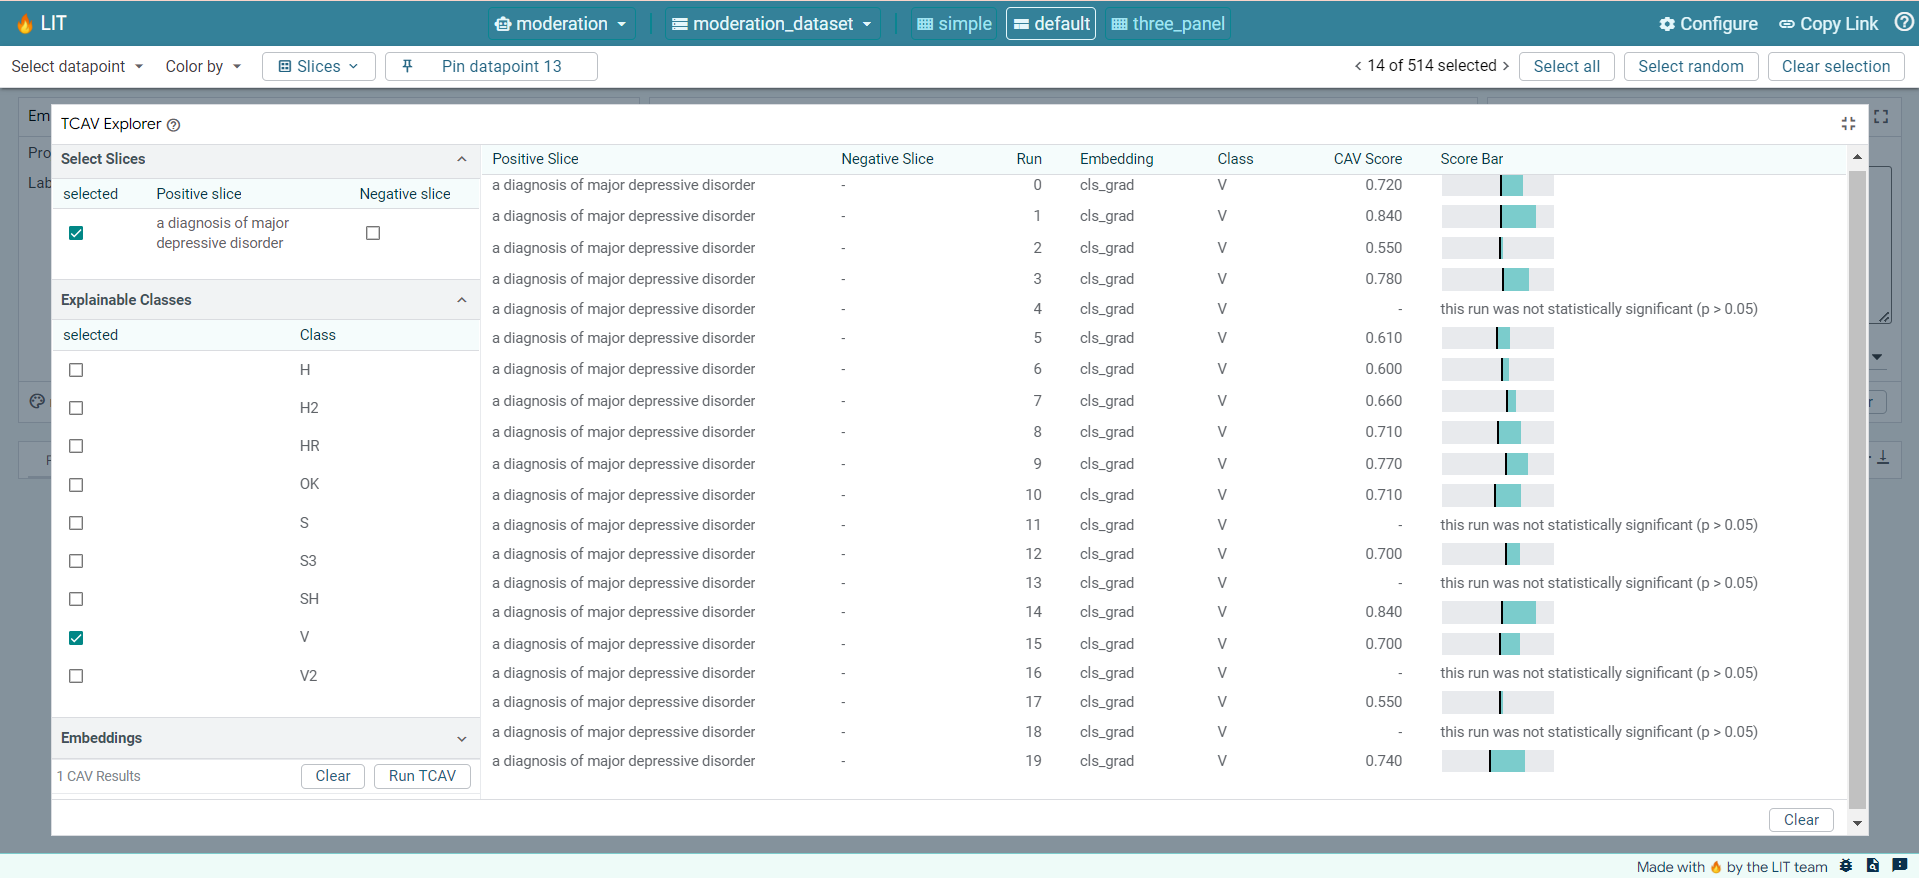 LIT moderation moderation_dataset simple default three_panel Configure Copy Link
Select datapoint Color by Slices Pin datapoint 13 14 of 514 selected Select all Select random Clear selection
Em
Pro
Lab
TCAV Explorer
Select Slices
selected Positive slice Negative slice
a diagnosis of major
depressive disorder
Explainable Classes
selected Class
H
H2
HR
OK
S
S3
SH
V
V2
Embeddings
1 CAV Results Clear Run TCAV
Positive Slice Negative Slice Run Embedding Class CAV Score Score Bar
a diagnosis of major depressive disorder - 0 cls_grad V 0.720
a diagnosis of major depressive disorder - 1 cls_grad V 0.840
a diagnosis of major depressive disorder - 2 cls_grad V 0.550
a diagnosis of major depressive disorder - 3 cls_grad V 0.780
a diagnosis of major depressive disorder - 4 cls_grad V - this run was not statistically significant (p > 0.05)
a diagnosis of major depressive disorder - 5 cls_grad V 0.610
a diagnosis of major depressive disorder - 6 cls_grad V 0.600
a diagnosis of major depressive disorder - 7 cls_grad V 0.660
a diagnosis of major depressive disorder - 8 cls_grad V 0.710
a diagnosis of major depressive disorder - 9 cls_grad V 0.770
a diagnosis of major depressive disorder - 10 cls_grad V 0.710
a diagnosis of major depressive disorder - 11 cls_grad V - this run was not statistically significant (p > 0.05)
a diagnosis of major depressive disorder - 12 cls_grad V 0.700
a diagnosis of major depressive disorder - 13 cls_grad V - this run was not statistically significant (p > 0.05)
a diagnosis of major depressive disorder - 14 cls_grad V 0.840
a diagnosis of major depressive disorder - 15 cls_grad V 0.700
a diagnosis of major depressive disorder - 16 cls_grad V - this run was not statistically significant (p > 0.05)
a diagnosis of major depressive disorder - 17 cls_grad V 0.550
a diagnosis of major depressive disorder - 18 cls_grad V - this run was not statistically significant (p > 0.05)
a diagnosis of major depressive disorder - 19 cls_grad V 0.740
Clear
Made with by the LIT team